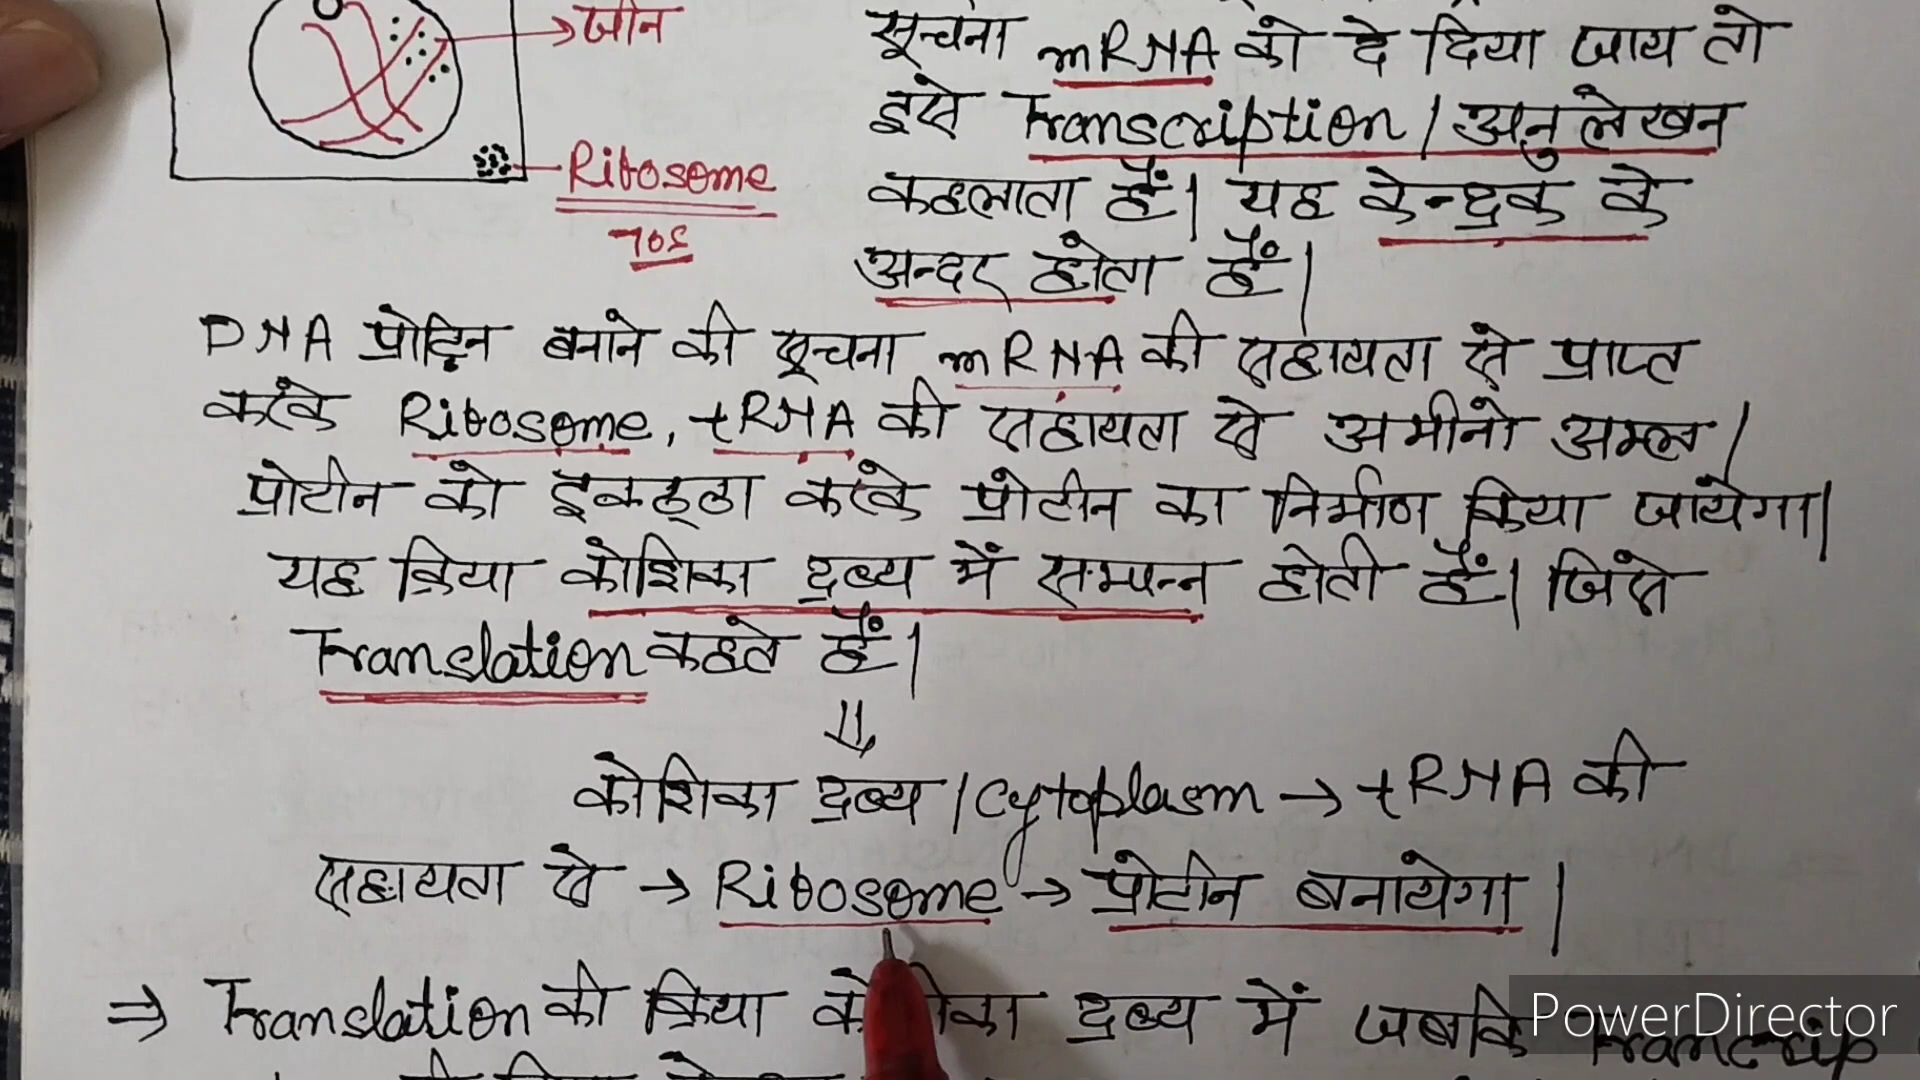 जीन
Ribosome
70S
सूचना mRNA को दे दिया जाय तो
इसे Transcription / अनुलेखन
कहलाता हैं। यह केन्द्रक के
अन्दर होता हैं।
DNA प्रोटिन बनाने की सूचना mRNA की सहायता से प्राप्त
करके Ribosome, tRNA की सहायता से अमीनो अम्ल /
प्रोटीन को इकठ्ठा करके प्रोटीन का निर्माण किया जायेगा।
यह क्रिया कोशिका द्रव्य में सम्पन्न होती हैं। जिसे
Translation कहते हैं।
कोशिका द्रव्य / Cytoplasm → tRNA की
सहायता से → Ribosome → प्रोटीन बनायेगा।
⇒ Translation की क्रिया द्रव्य में जबकि
PowerDirector